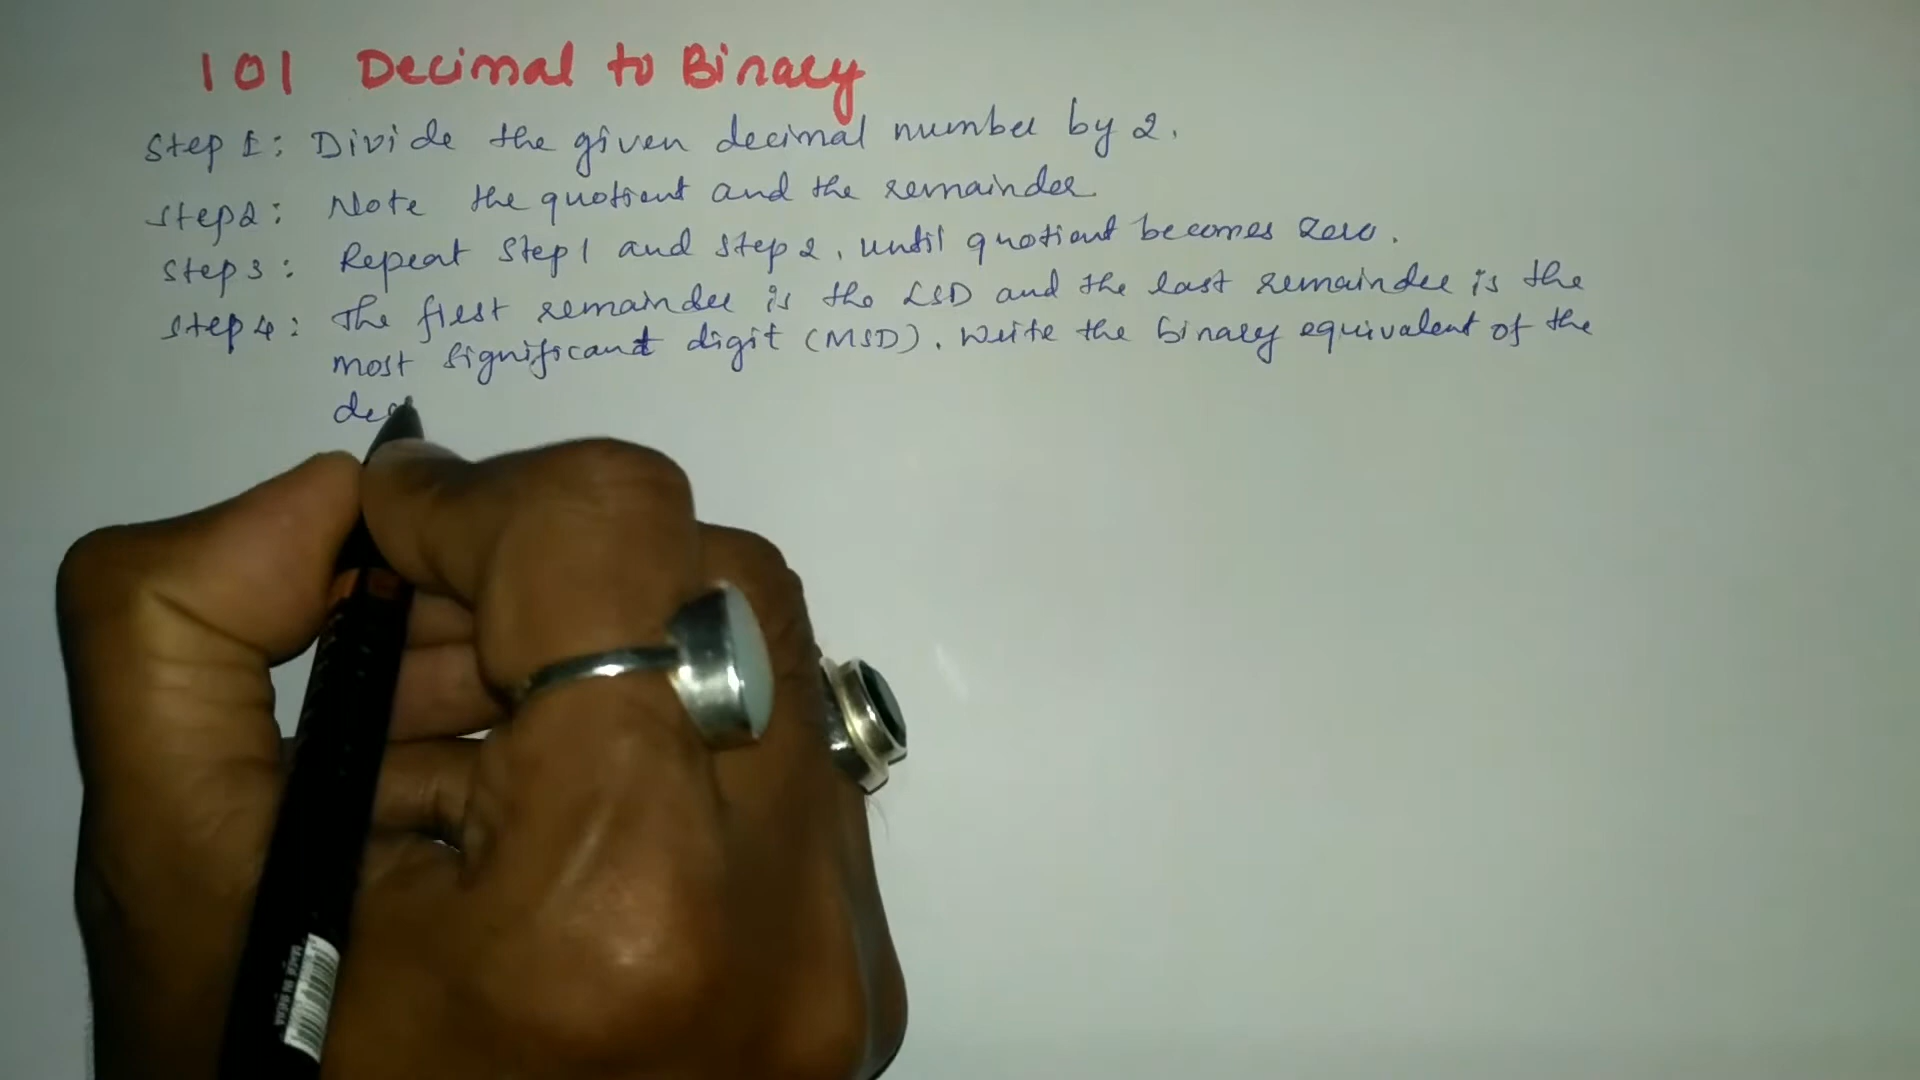 101 Decimal to Binary
Step 1: Divide the given decimal number by 2.
Step2: Note the quotient and the remainder
Step3: Repeat Step1 and step2, until quotient becomes zero.
Step4: The first remainder is the LSD and the last remainder is the
most significant digit (MSD). Write the binary equivalent of the
dec